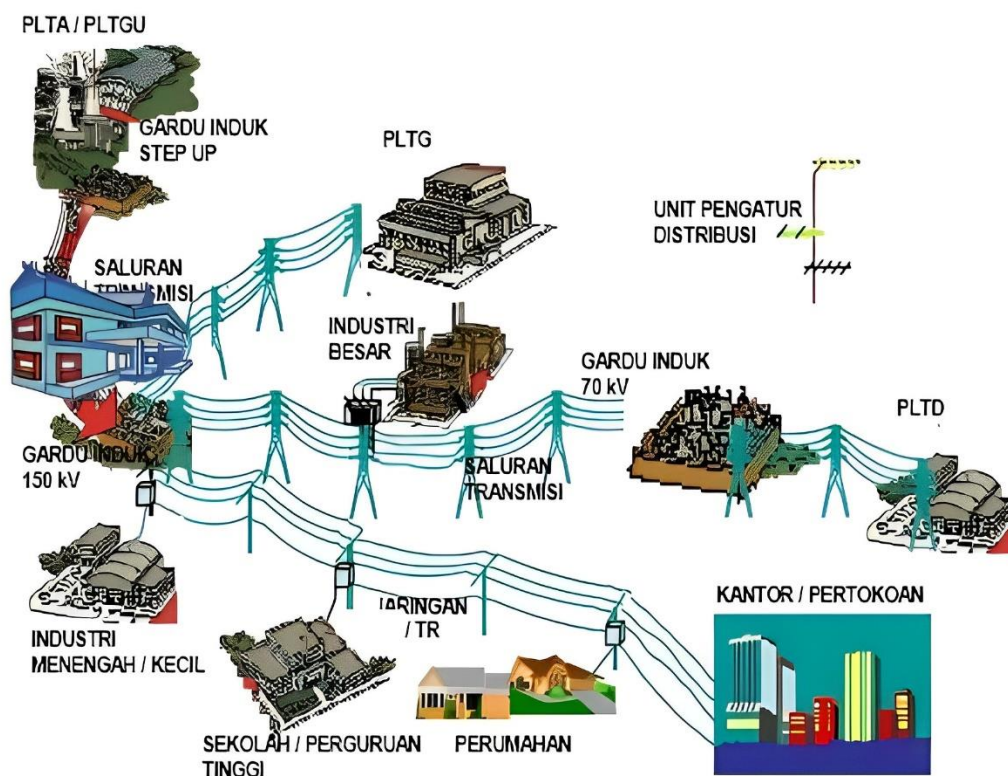 PLTA / PLTGU
GARDU INDUK
STEP UP
PLTG
UNIT PENGATUR
DISTRIBUSI
SALURAN
INDUSTRI
BESAR
GARDU INDUK
70 kV
PLTD
GARDU INDUK
150 kV
SALURAN
TRANSMISI
KANTOR / PERTOKOAN
JARINGAN
/ TR
INDUSTRI
MENENGAH / KECIL
SEKOLAH / PERGURUAN
TINGGI
PERUMAHAN